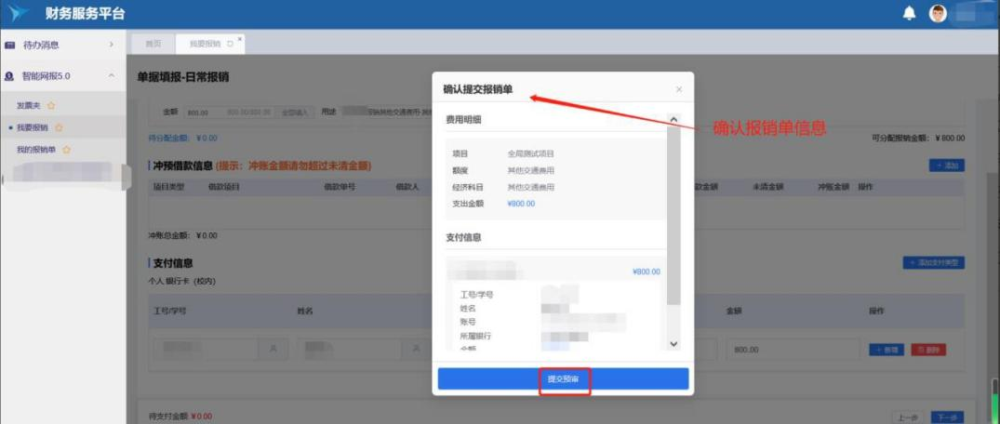 财务服务平台
待办消息
首页 我要报销
智能网报5.0
单据填报-日常报销
确认提交报销单
发票夹
我要报销
我的报销单
金额 800.00 800.00/800.00 全部输入 用途
费用明细
确认报销单信息
待分配金额: ¥0.00
可分配报销金额: ¥800.00
项目 全局测试项目
额度 其他交通费用
经济科目 其他交通费用
支出金额 ¥800.00
冲预借款信息 (提示: 冲账金额请勿超过未清金额)
+ 添加
项目类型 借款项目 借款单号 借款人 款金额 未清金额 冲账金额 操作
冲账总金额: ¥0.00
支付信息
¥800.00
工号/学号
姓名
账号
所属银行
金额
支付信息
+ 添加支付类型
个人银行卡（校内）
工号/学号 姓名 金额 操作
800.00 + 新增 删除
提交预审
待支付金额:¥0.00
上一步 下一步